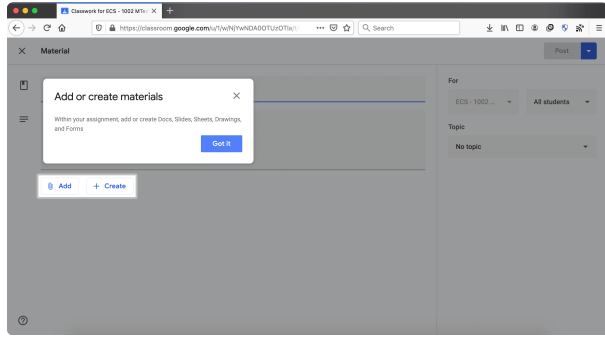 Classwork for ECS - 1002 MTe
https://classroom.google.com/u/1/w/NjYwNDA0OTUzOTla/t
Search
Material
Post
Add or create materials
Within your assignment, add or create Docs, Slides, Sheets, Drawings,
and Forms
Got it
Add
Create
For
ECS - 1002 ...
All students
Topic
No topic